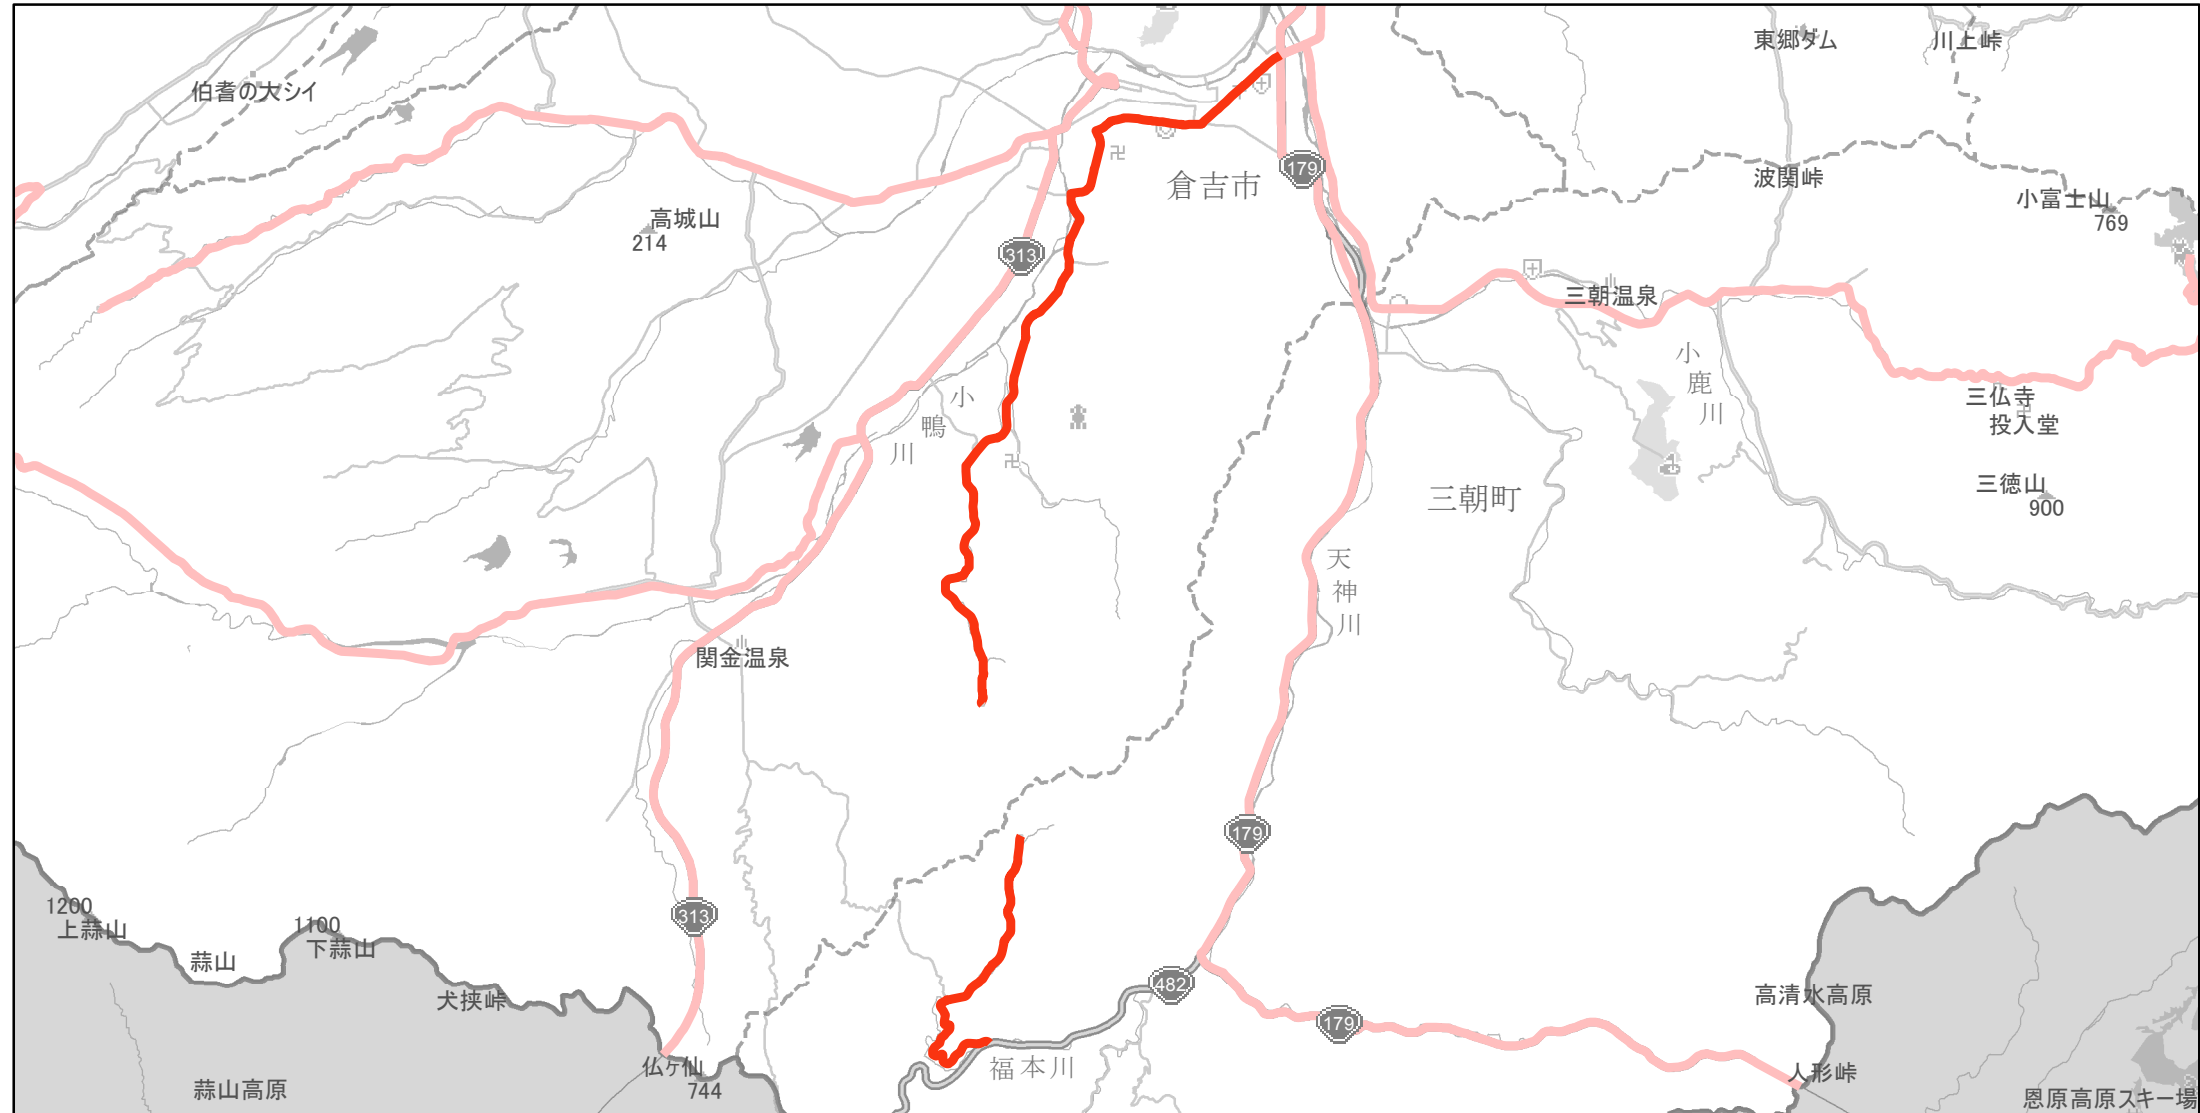 東郷ダム
川上峠
伯耆の大シイ
179
倉吉市
波関峠
小富士山
769
高城山
214
313
三朝温泉
小鹿川
三仏寺
投入堂
小鴨川
三徳山
900
三朝町
天神川
関金温泉
179
1200
上蒜山
1100
下蒜山
蒜山
313
犬挟峠
482
高清水高原
179
福本川
仏ヶ仙
744
人形峠
蒜山高原
恩原高原スキー場